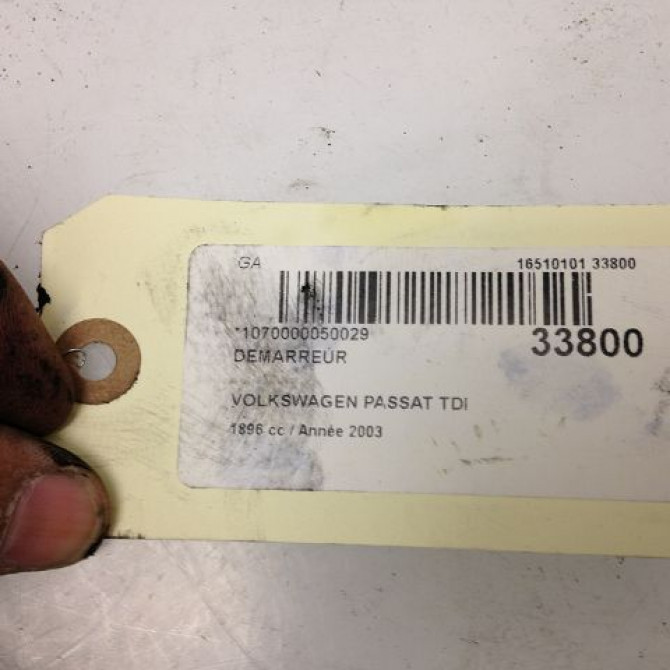 GA 16510101 33800
*1070000050029 33800
DEMARREUR
VOLKSWAGEN PASSAT TDI
1896 cc / Année 2003